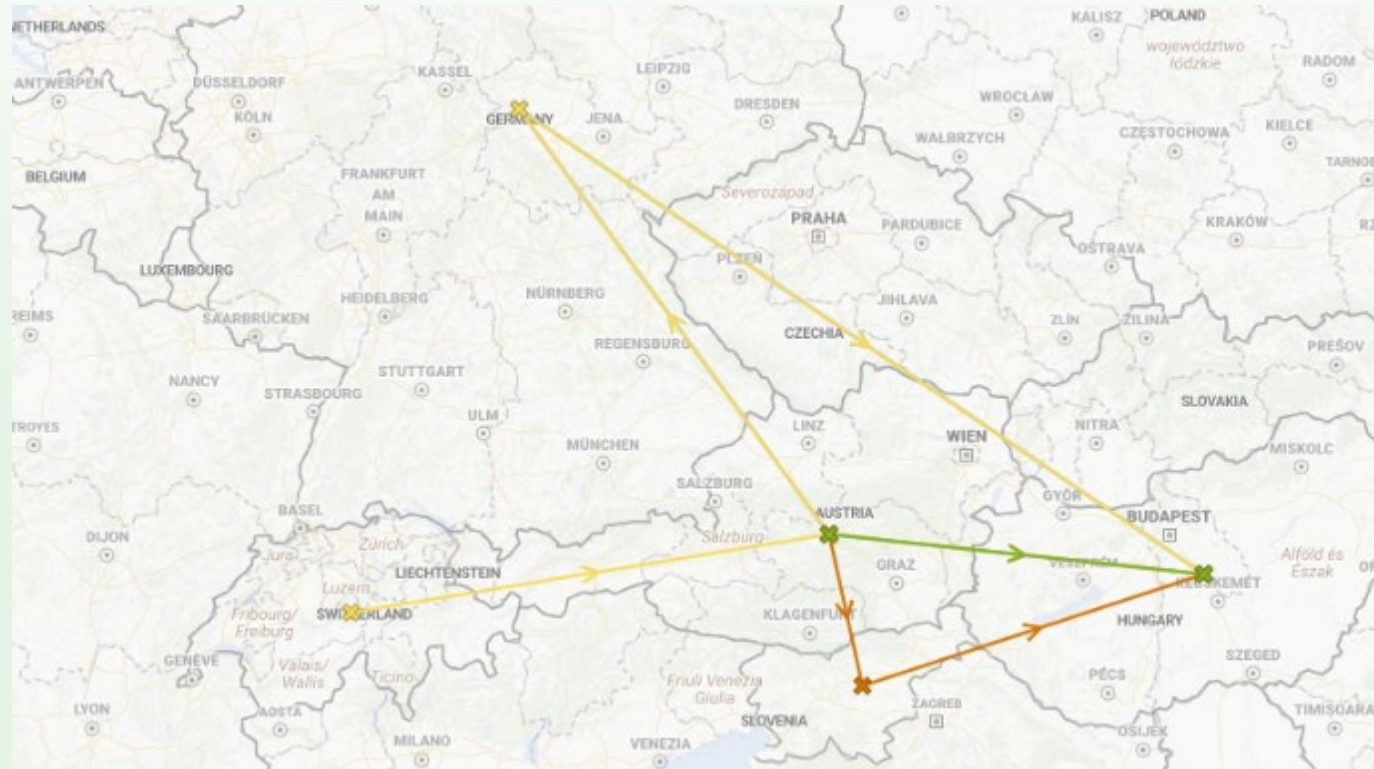 NETHERLANDS
KALISZ
POLAND
województwo
łódzkie
RADOM
ANTWERPEN
DÜSSELDORF
KASSEL
LEIPZIG
KÖLN
GERMANY
JENA
DRESDEN
WROCŁAW
WAŁBRZYCH
CZĘSTOCHOWA
KIELCE
BELGIUM
FRANKFURT
AM
MAIN
Severozápad
PRAHA
PARDUBICE
KRAKÓW
LUXEMBOURG
PLZEŇ
OSTRAVA
HEIDELBERG
NÜRNBERG
JIHLAVA
REIMS
SAARBRÜCKEN
REGENSBURG
CZECHIA
ZLÍN
ŽILINA
PREŠOV
NANCY
STUTTGART
STRASBOURG
SLOVAKIA
TROYES
ULM
LINZ
WIEN
NITRA
MÜNCHEN
MISKOLC
SALZBURG
GYŐR
BASEL
AUSTRIA
BUDAPEST
DIJON
Jura
Zürich
Salzburg
LIECHTENSTEIN
GRAZ
VESZPRÉM
Alföld és
Észak
Luzern
KECSKEMÉT
Fribourg/
Freiburg
SWITZERLAND
KLAGENFURT
HUNGARY
GENÈVE
Valais/
Wallis
Ticino
Friuli Venezia
Giulia
PÉCS
SZEGED
LYON
AOSTA
SLOVENIA
ZAGREB
TIMIȘOARA
MILANO
VENEZIA
OSIJEK